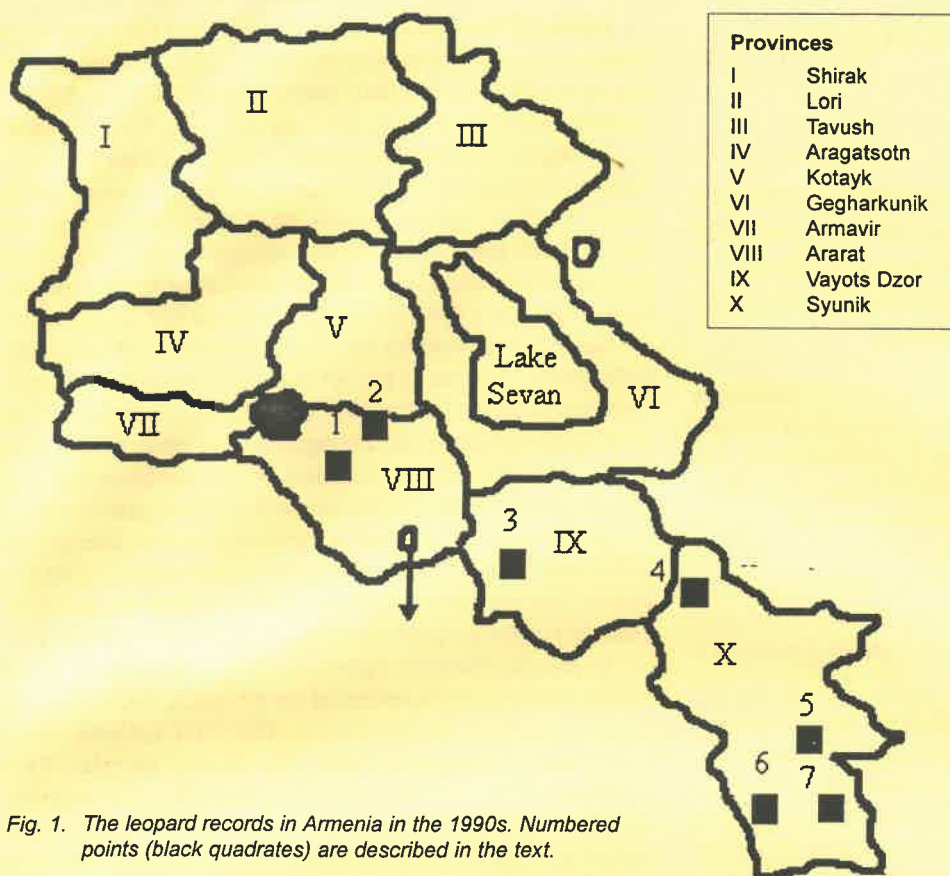 Provinces
I Shirak
II Lori
III Tavush
IV Aragatsotn
V Kotayk
VI Gegharkunik
VII Armavir
VIII Ararat
IX Vayots Dzor
X Syunik
I
II
III
IV
V
Lake
Sevan
VI
VII
1
2
VIII
3
IX
4
X
5
6
7
Fig. 1. The leopard records in Armenia in the 1990s. Numbered
points (black quadrates) are described in the text.